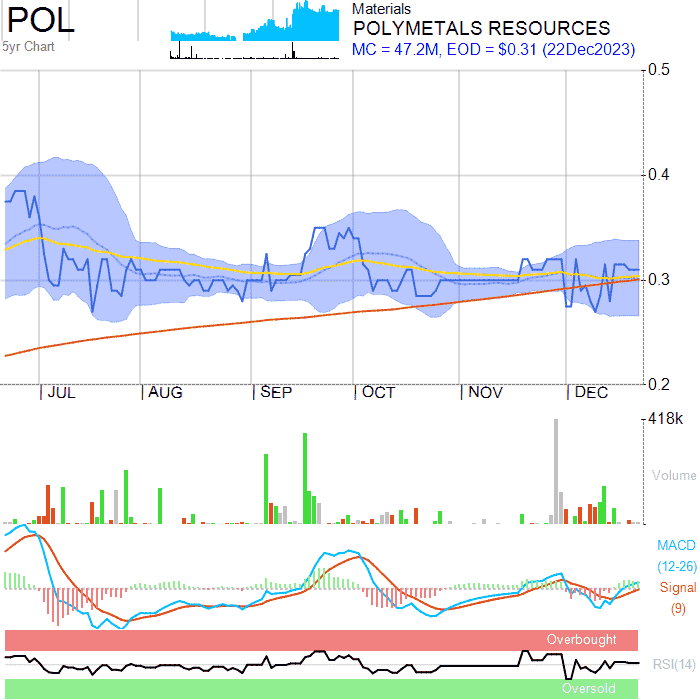 POL
5yr Chart
Materials
POLYMETALS RESOURCES
MC = 47.2M, EOD = $0.31 (22Dec2023)
0.5
0.4
0.3
0.2
JUL AUG SEP OCT NOV DEC
418k
Volume
MACD
(12-26)
Signal
(9)
Overbought
RSI(14)
Oversold